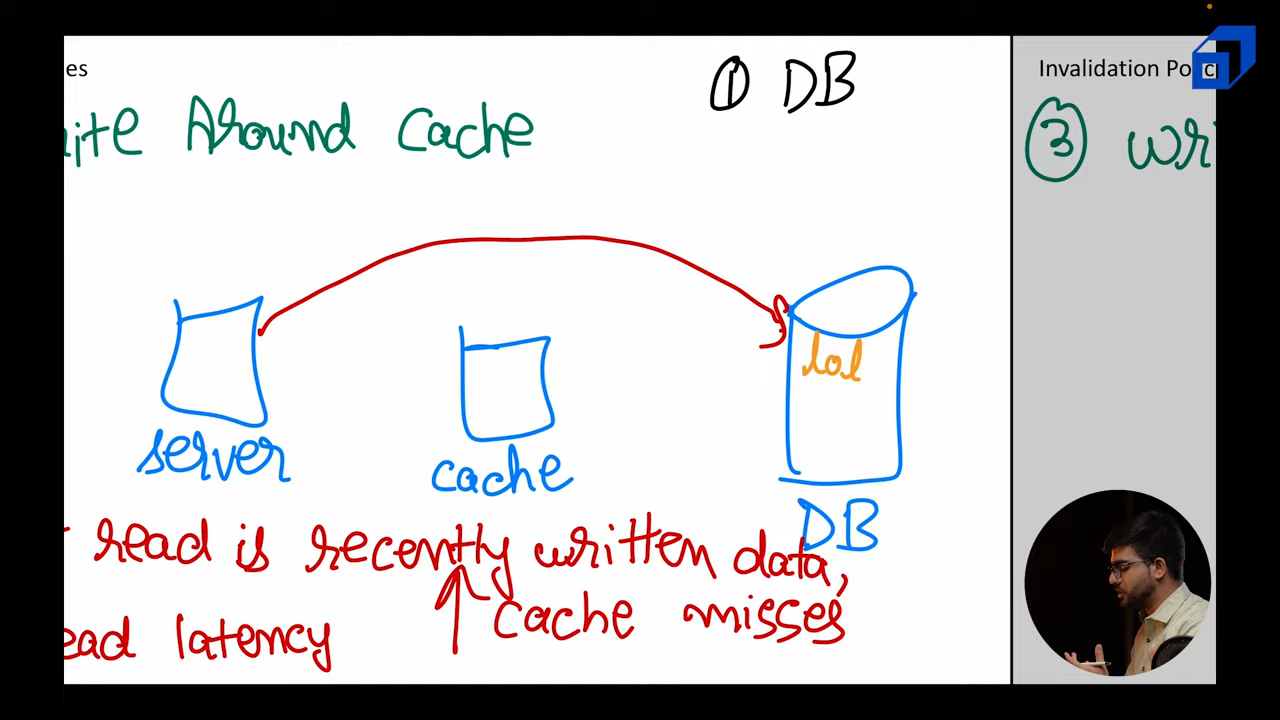 es
① DB
Invalidation Po
ite Around Cache
③ wri
lol
server
cache
DB
read is recently written data,
ead latency ↑ cache misses